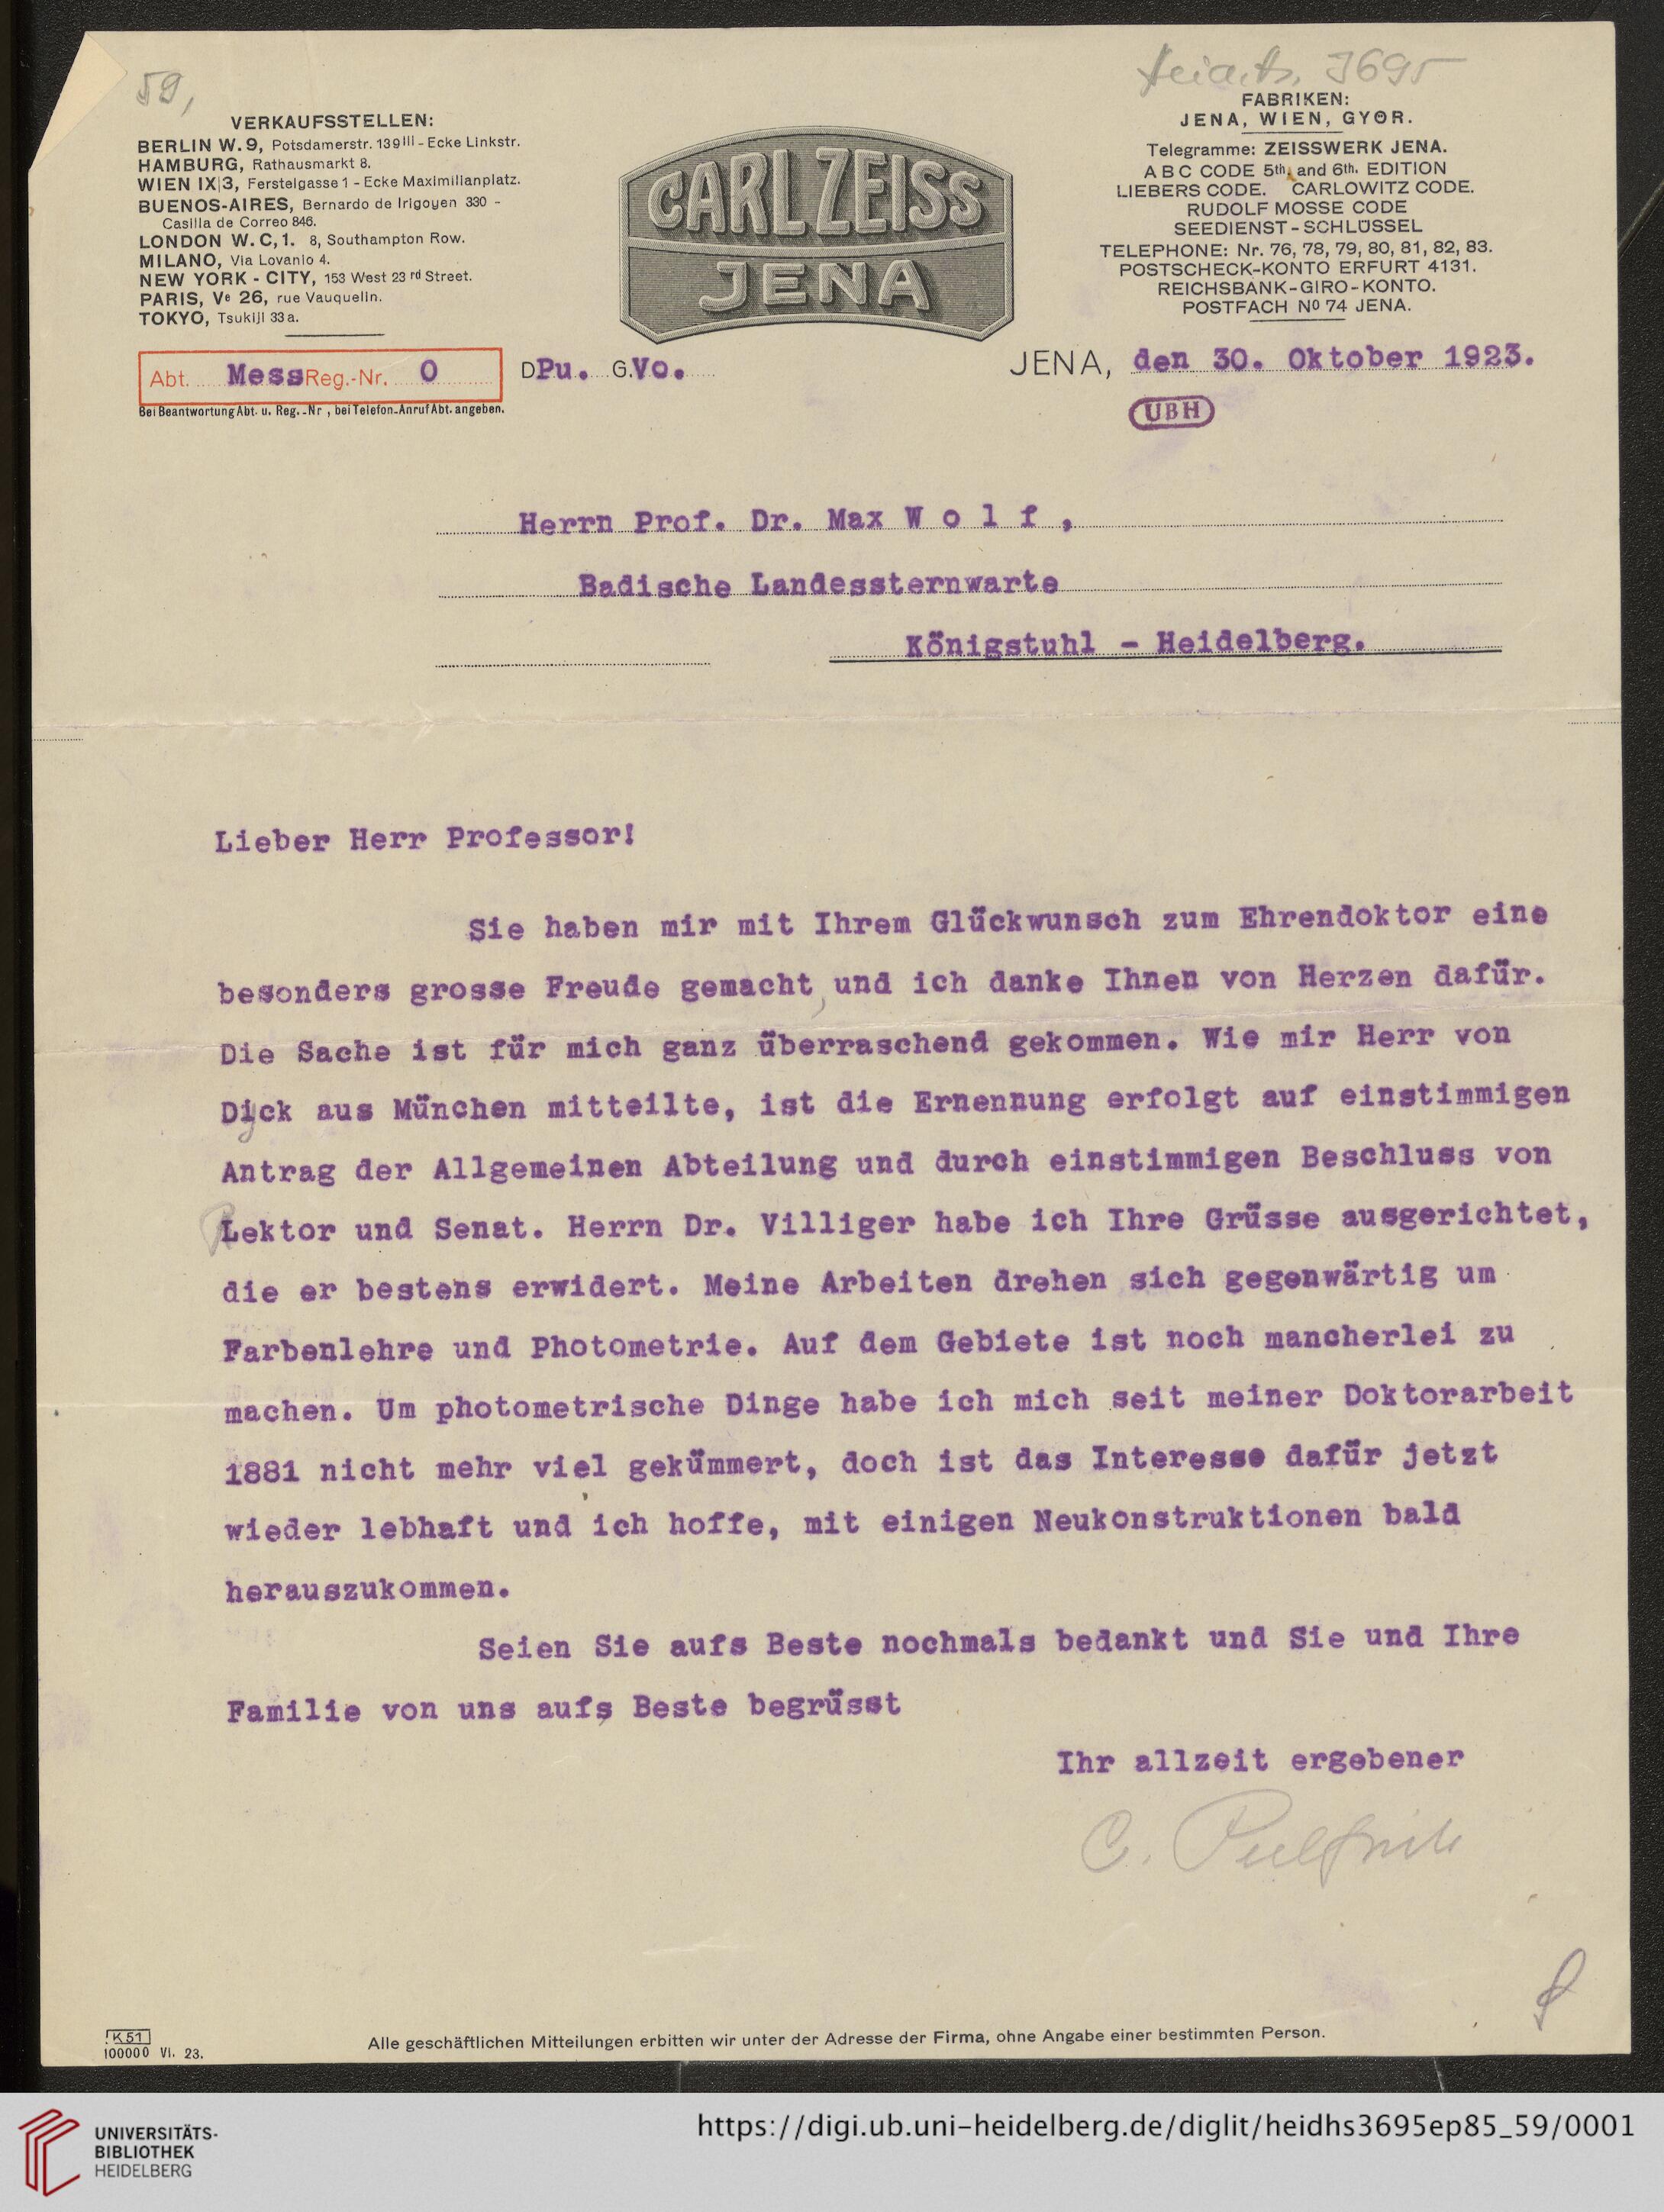 59,
Heid. Hs. 3695
VERKAUFSSTELLEN:
BERLIN W. 9, Potsdamerstr. 139III - Ecke Linkstr.
HAMBURG, Rathausmarkt 8.
WIEN IX|3, Ferstelgasse 1 - Ecke Maximilianplatz.
BUENOS-AIRES, Bernardo de Irigoyen 330 -
Casilla de Correo 846.
LONDON W. C, 1. 8, Southampton Row.
MILANO, Via Lovanio 4.
NEW YORK - CITY, 153 West 23 rd Street.
PARIS, Ve 26, rue Vauquelin.
TOKYO, Tsukiji 33 a.
CARL ZEISS
JENA
FABRIKEN:
JENA, WIEN, GYOR.
Telegramme: ZEISSWERK JENA.
A B C CODE 5th. and 6th. EDITION
LIEBERS CODE. CARLOWITZ CODE.
RUDOLF MOSSE CODE
SEEDIENST - SCHLÜSSEL
TELEPHONE: Nr. 76, 78, 79, 80, 81, 82, 83.
POSTSCHECK-KONTO ERFURT 4131.
REICHSBANK-GIRO-KONTO.
POSTFACH No 74 JENA.
Abt. Mess Reg.-Nr. 0 DPu. G.Vo. JENA, den 30. Oktober 1923.
Bei Beantwortung Abt. u. Reg.-Nr , bei Telefon-Anruf Abt. angeben.
UBH
Herrn Prof. Dr. Max W o l f ,
Badische Landessternwarte
Königstuhl - Heidelberg.
Lieber Herr Professor!
Sie haben mir mit Ihrem Glückwunsch zum Ehrendoktor eine
besonders grosse Freude gemacht, und ich danke Ihnen von Herzen dafür.
Die Sache ist für mich ganz überraschend gekommen. Wie mir Herr von
Dyck aus München mitteilte, ist die Ernennung erfolgt auf einstimmigen
Antrag der Allgemeinen Abteilung und durch einstimmigen Beschluss von
Rektor und Senat. Herrn Dr. Villiger habe ich Ihre Grüsse ausgerichtet,
die er bestens erwidert. Meine Arbeiten drehen sich gegenwärtig um
Farbenlehre und Photometrie. Auf dem Gebiete ist noch mancherlei zu
machen. Um photometrische Dinge habe ich mich seit meiner Doktorarbeit
1881 nicht mehr viel gekümmert, doch ist das Interesse dafür jetzt
wieder lebhaft und ich hoffe, mit einigen Neukonstruktionen bald
herauszukommen.
Seien Sie aufs Beste nochmals bedankt und Sie und Ihre
Familie von uns aufs Beste begrüsst
Ihr allzeit ergebener
C. Pulfrich
K 51
100000 VI. 23.
Alle geschäftlichen Mitteilungen erbitten wir unter der Adresse der Firma, ohne Angabe einer bestimmten Person.
UNIVERSITÄTS-
BIBLIOTHEK
HEIDELBERG
https://digi.ub.uni-heidelberg.de/diglit/heidhs3695ep85_59/0001